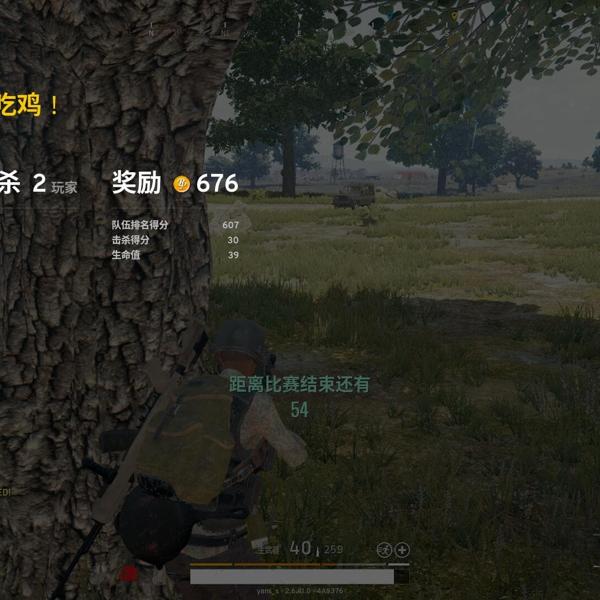 吃鸡！
杀 2 玩家
奖励 676
队伍排名得分 607
击杀得分 30
生命值 39
距离比赛结束还有
54
40 259